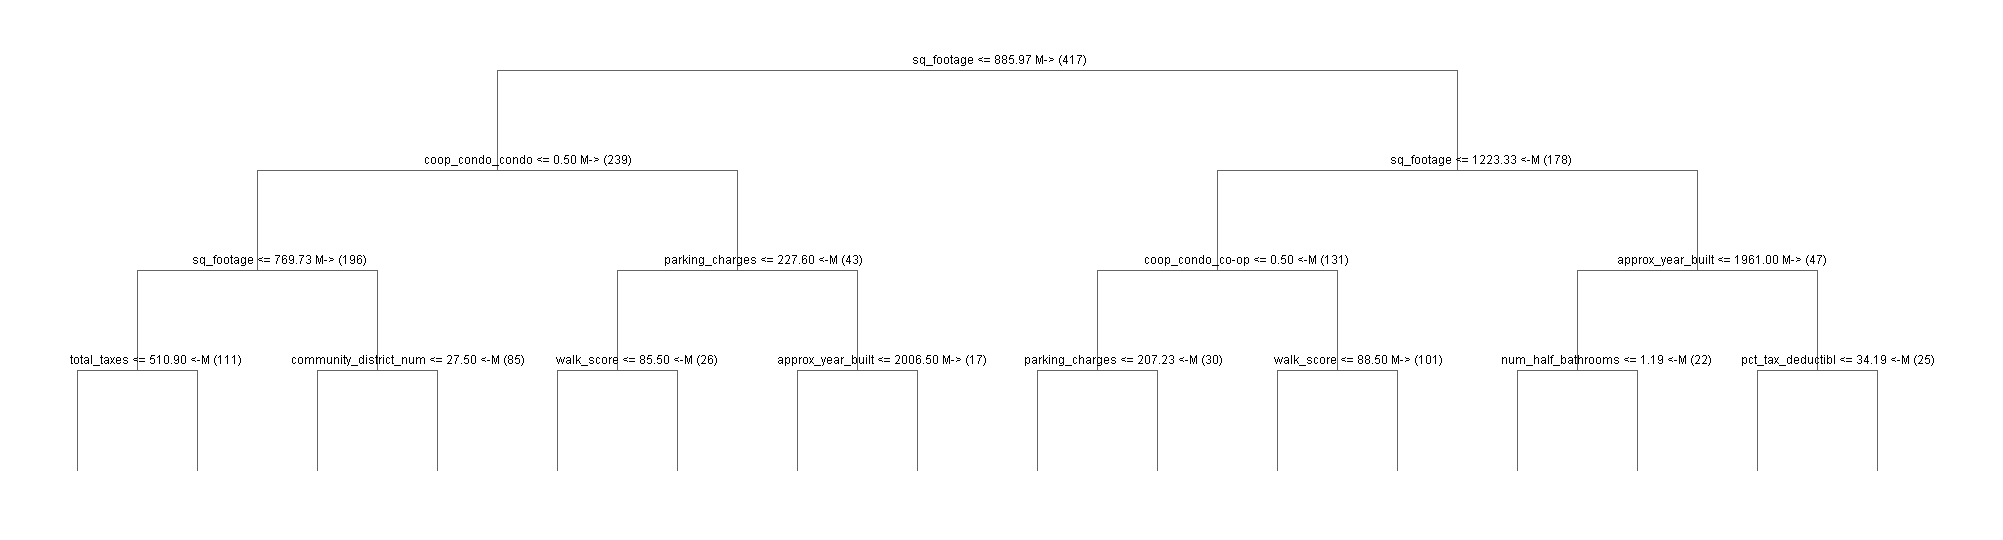 sq_footage <= 885.97 M-> (417)
coop_condo_condo <= 0.50 M-> (239)
sq_footage <= 1223.33 <-M (178)
sq_footage <= 769.73 M-> (196)
parking_charges <= 227.60 <-M (43)
coop_condo_co-op <= 0.50 <-M (131)
approx_year_built <= 1961.00 M-> (47)
total_taxes <= 510.90 <-M (111)
community_district_num <= 27.50 <-M (85)
walk_score <= 85.50 <-M (26)
approx_year_built <= 2006.50 M-> (17)
parking_charges <= 207.23 <-M (30)
walk_score <= 88.50 M-> (101)
num_half_bathrooms <= 1.19 <-M (22)
pct_tax_deductibl <= 34.19 <-M (25)